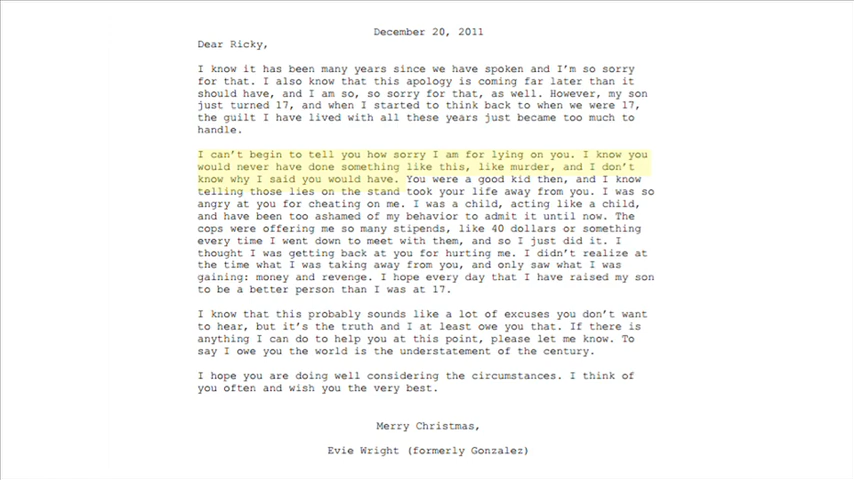 December 20, 2011
Dear Ricky,
I know it has been many years since we have spoken and I'm so sorry
for that. I also know that this apology is coming far later than it
should have, and I am so, so sorry for that, as well. However, my son
just turned 17, and when I started to think back to when we were 17,
the guilt I have lived with all these years just became too much to
handle.
I can't begin to tell you how sorry I am for lying on you. I know you
would never have done something like this, like murder, and I don't
know why I said you would have. You were a good kid then, and I know
telling those lies on the stand took your life away from you. I was so
angry at you for cheating on me. I was a child, acting like a child,
and have been too ashamed of my behavior to admit it until now. The
cops were offering me so many stipends, like 40 dollars or something
every time I went down to meet with them, and so I just did it. I
thought I was getting back at you for hurting me. I didn't realize at
the time what I was taking away from you, and only saw what I was
gaining: money and revenge. I hope every day that I have raised my son
to be a better person than I was at 17.
I know that this probably sounds like a lot of excuses you don't want
to hear, but it's the truth and I at least owe you that. If there is
anything I can do to help you at this point, please let me know. To
say I owe you the world is the understatement of the century.
I hope you are doing well considering the circumstances. I think of
you often and wish you the very best.
Merry Christmas,
Evie Wright (formerly Gonzalez)